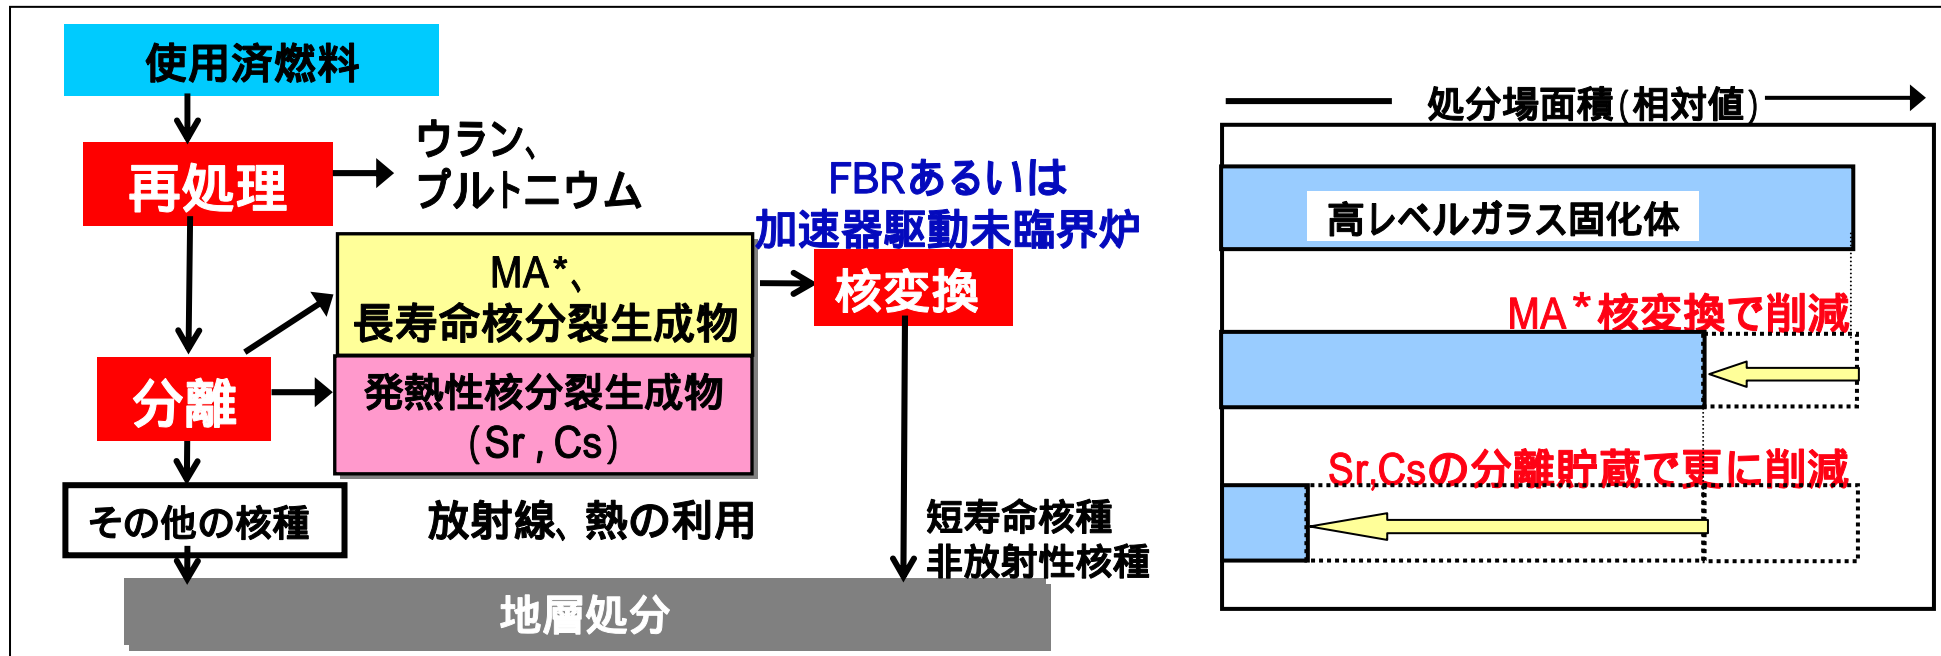 使用済燃料
再処理
ウラン、
プルトニウム
FBRあるいは
加速器駆動未臨界炉
MA*、
長寿命核分裂生成物
核変換
分離
発熱性核分裂生成物
(Sr , Cs)
その他の核種
放射線、熱の利用
短寿命核種
非放射性核種
地層処分
処分場面積(相対値)
高レベルガラス固化体
MA*核変換で削減
Sr,Csの分離貯蔵で更に削減